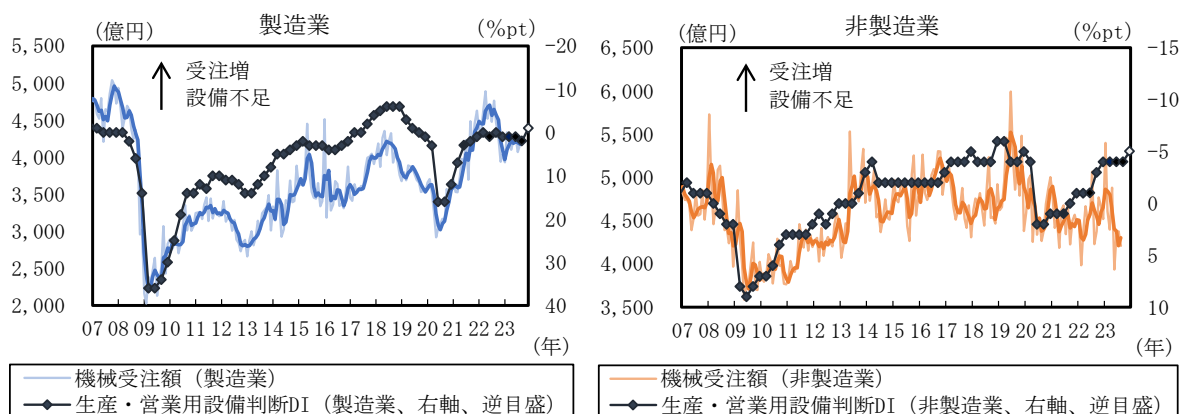 製造業
(億円)
(%pt)
5,500
5,000
4,500
4,000
3,500
3,000
2,500
2,000
-20
-10
0
10
20
30
40
受注増
設備不足
07 08 09 10 11 12 13 14 15 16 17 18 19 20 21 22 23
(年)
機械受注額(製造業)
生産・営業用設備判断DI(製造業、右軸、逆目盛)
非製造業
(億円)
(%pt)
6,500
6,000
5,500
5,000
4,500
4,000
3,500
-15
-10
-5
0
5
10
受注増
設備不足
07 08 09 10 11 12 13 14 15 16 17 18 19 20 21 22 23
(年)
機械受注額(非製造業)
生産・営業用設備判断DI(非製造業、右軸、逆目盛)